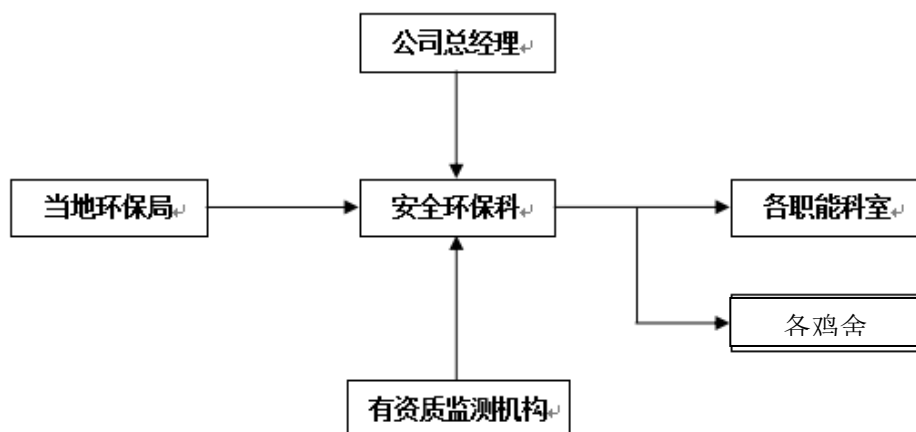 公司总经理
当地环保局
安全环保科
各职能科室
各鸡舍
有资质监测机构